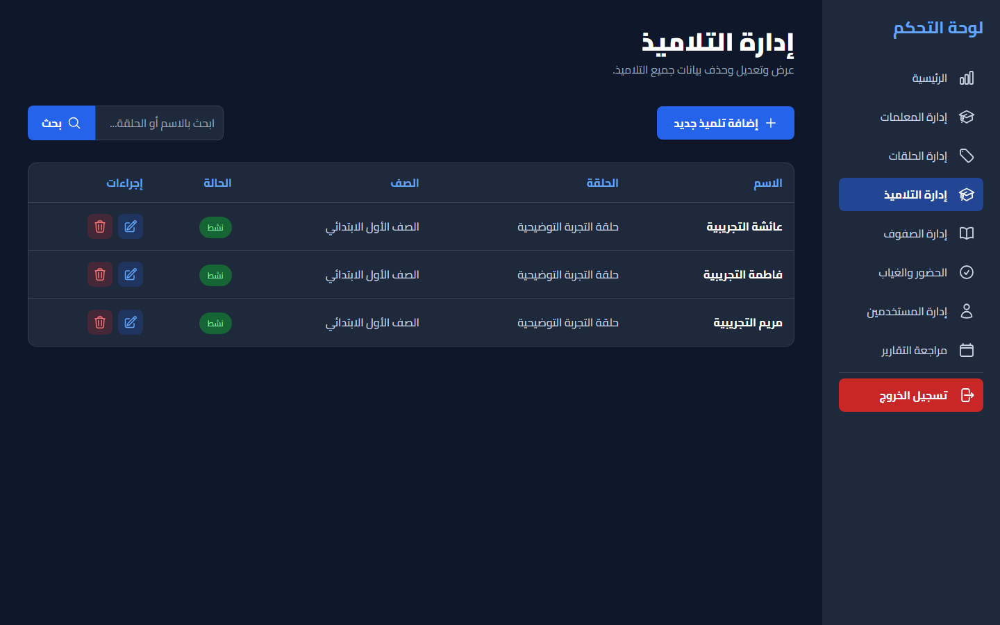 لوحة التحكم
الرئيسية
إدارة المعلمات
إدارة الحلقات
إدارة التلاميذ
إدارة الصفوف
الحضور والغياب
إدارة المستخدمين
مراجعة التقارير
تسجيل الخروج
إدارة التلاميذ
عرض وتعديل وحذف بيانات جميع التلاميذ.
إضافة تلميذ جديد
ابحث بالاسم أو الحلقة... بحث
الاسم الحلقة الصف الحالة إجراءات
عائشة التجريبية حلقة التجربة التوضيحية الصف الأول الابتدائي نشط
فاطمة التجريبية حلقة التجربة التوضيحية الصف الأول الابتدائي نشط
مريم التجريبية حلقة التجربة التوضيحية الصف الأول الابتدائي نشط